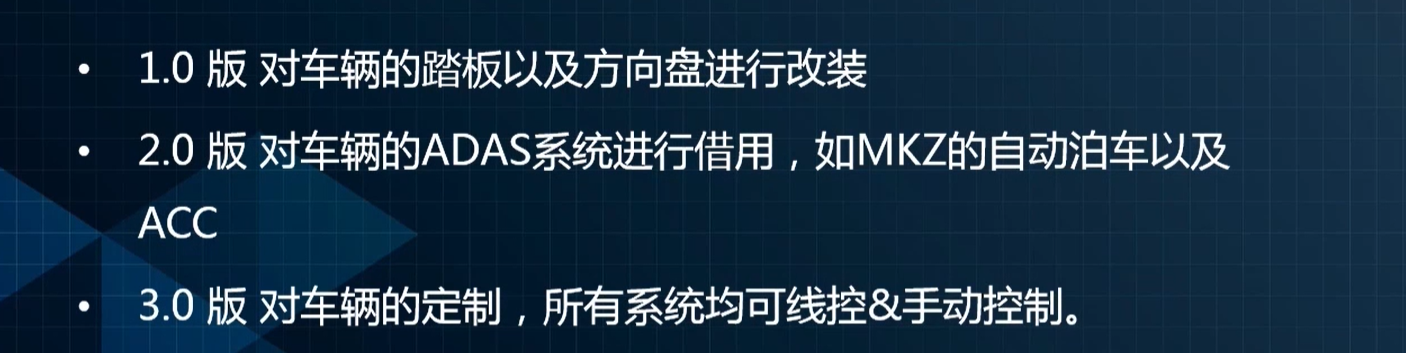 • 1.0 版 对车辆的踏板以及方向盘进行改装
• 2.0 版 对车辆的ADAS系统进行借用，如MKZ的自动泊车以及
ACC
• 3.0 版 对车辆的定制，所有系统均可线控&手动控制。